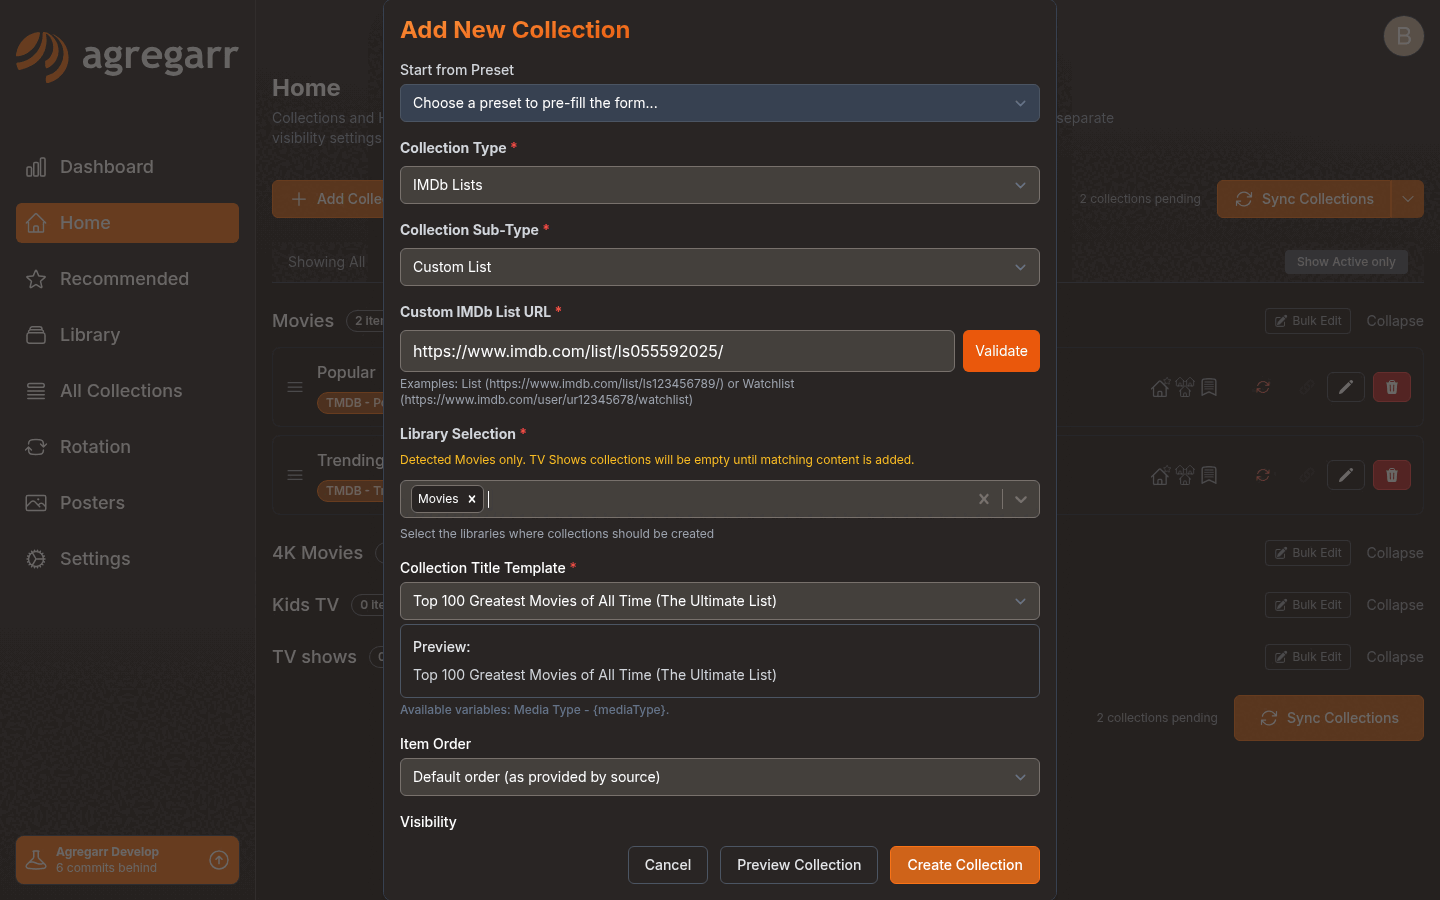 agregarr
Dashboard
Home
Recommended
Library
All Collections
Rotation
Posters
Settings
Agregarr Develop
6 commits behind
B
Home
Collections and
separate
visibility settings
Add Colle
2 collections pending
Sync Collections
Showing All
Show Active only
Movies
Bulk Edit
Collapse
Popular
TMDB -
Trending
TMDB -
4K Movies
Bulk Edit
Collapse
Kids TV
Bulk Edit
Collapse
TV shows
Bulk Edit
Collapse
2 collections pending
Sync Collections
Add New Collection
Start from Preset
Choose a preset to pre-fill the form...
Collection Type *
IMDb Lists
Collection Sub-Type *
Custom List
Custom IMDb List URL *
https://www.imdb.com/list/ls055592025/
Validate
Examples: List (https://www.imdb.com/list/ls123456789/) or Watchlist
(https://www.imdb.com/user/ur12345678/watchlist)
Library Selection *
Detected Movies only. TV Shows collections will be empty until matching content is added.
Movies
Select the libraries where collections should be created
Collection Title Template *
Top 100 Greatest Movies of All Time (The Ultimate List)
Preview:
Top 100 Greatest Movies of All Time (The Ultimate List)
Available variables: Media Type - {mediaType}.
Item Order
Default order (as provided by source)
Visibility
Cancel
Preview Collection
Create Collection